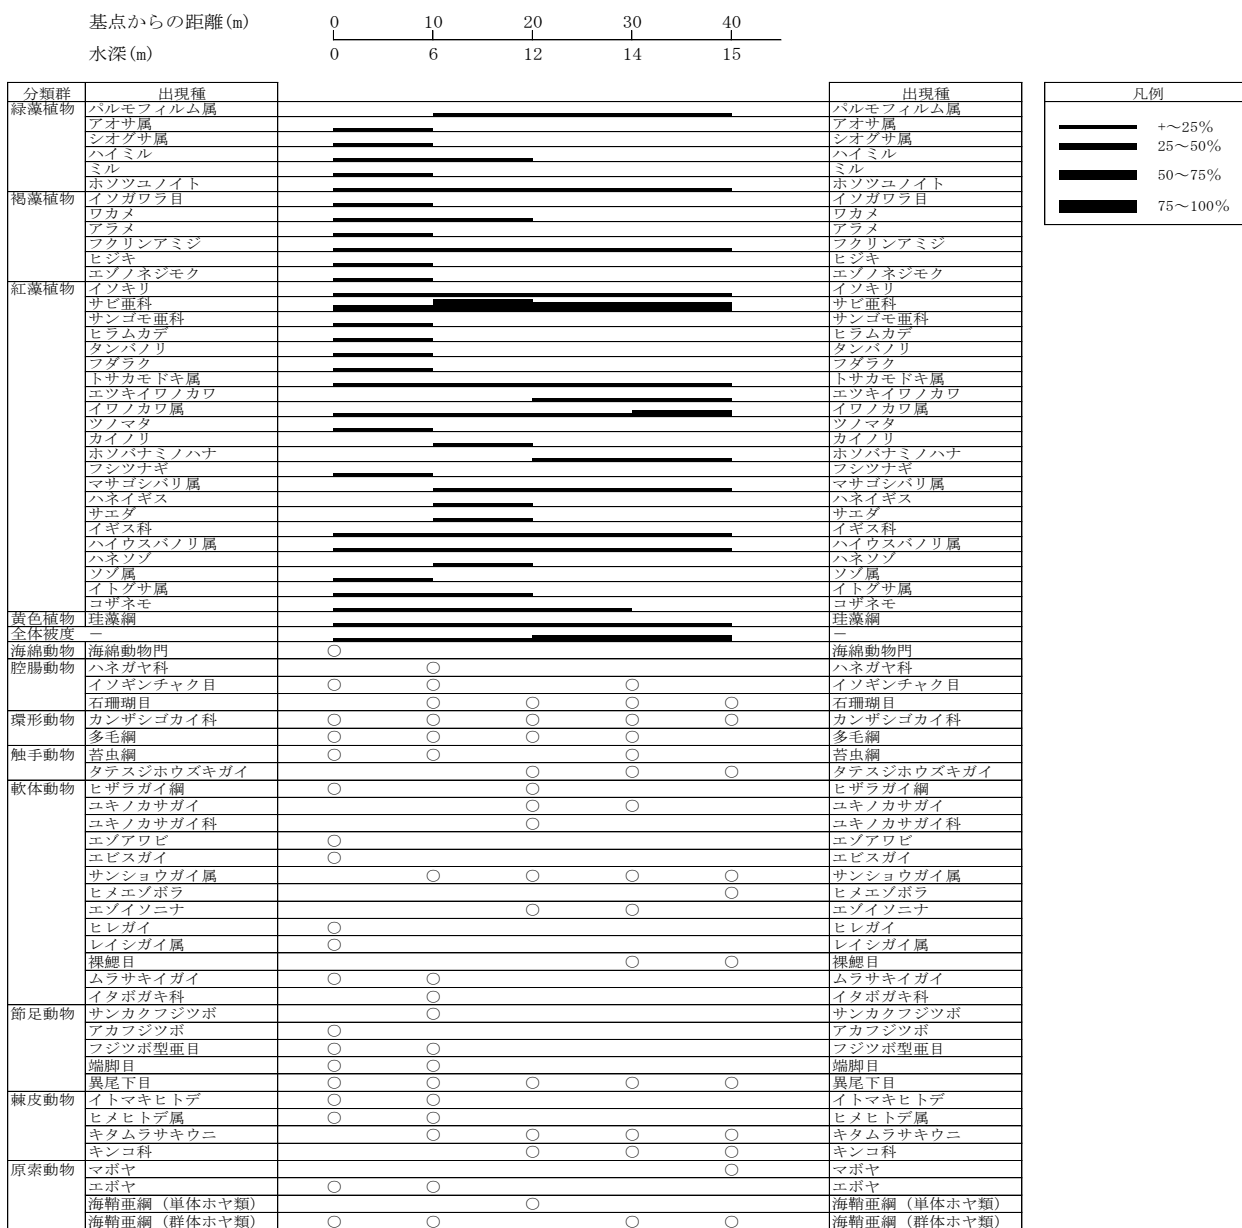 基点からの距離(m) 0 10 20 30 40
水深(m) 0 6 12 14 15
分類群 出現種 出現種 凡例
緑藻植物 パルモフィルム属 パルモフィルム属
アオサ属 アオサ属 +～25%
シオグサ属 シオグサ属
ハイミル ハイミル 25～50%
ミル ミル 50～75%
ホソツユノイト ホソツユノイト
褐藻植物 イソガワラ目 イソガワラ目
ワカメ ワカメ 75～100%
アラメ アラメ
フクリンアミジ フクリンアミジ
ヒジキ ヒジキ
エゾノネジモク エゾノネジモク
紅藻植物 イソキリ イソキリ
サビ亜科 サビ亜科
サンゴモ亜科 サンゴモ亜科
ヒラムカデ ヒラムカデ
タンバノリ タンバノリ
フダラク フダラク
トサカモドキ属 トサカモドキ属
エツキイワノカワ エツキイワノカワ
イワノカワ属 イワノカワ属
ツノマタ ツノマタ
カイノリ カイノリ
ホソバナミノハナ ホソバナミノハナ
フシツナギ フシツナギ
マサゴシバリ属 マサゴシバリ属
ハネイギス ハネイギス
サエダ サエダ
イギス科 イギス科
ハイウスバノリ属 ハイウスバノリ属
ハネソゾ ハネソゾ
ソゾ属 ソゾ属
イトグサ属 イトグサ属
コザネモ コザネモ
黄色植物 珪藻綱 珪藻綱
全体被度 － －
海綿動物 海綿動物門 ○ 海綿動物門
腔腸動物 ハネガヤ科 ○ ハネガヤ科
イソギンチャク目 ○ ○ ○ イソギンチャク目
石珊瑚目 ○ ○ ○ ○ 石珊瑚目
環形動物 カンザシゴカイ科 ○ ○ ○ ○ ○ カンザシゴカイ科
多毛綱 ○ ○ ○ ○ 多毛綱
触手動物 苔虫綱 ○ ○ ○ 苔虫綱
タテスジホウズキガイ ○ ○ ○ タテスジホウズキガイ
軟体動物 ヒザラガイ綱 ○ ○ ヒザラガイ綱
ユキノカサガイ ○ ○ ユキノカサガイ
ユキノカサガイ科 ○ ユキノカサガイ科
エゾアワビ ○ エゾアワビ
エビスガイ ○ エビスガイ
サンショウガイ属 ○ ○ ○ ○ サンショウガイ属
ヒメエゾボラ ○ ヒメエゾボラ
エゾイソニナ ○ ○ エゾイソニナ
ヒレガイ ○ ヒレガイ
レイシガイ属 ○ レイシガイ属
裸鰓目 ○ ○ 裸鰓目
ムラサキイガイ ○ ○ ムラサキイガイ
イタボガキ科 ○ イタボガキ科
節足動物 サンカクフジツボ ○ サンカクフジツボ
アカフジツボ ○ アカフジツボ
フジツボ型亜目 ○ ○ フジツボ型亜目
端脚目 ○ ○ 端脚目
異尾下目 ○ ○ ○ ○ ○ 異尾下目
棘皮動物 イトマキヒトデ ○ ○ イトマキヒトデ
ヒメヒトデ属 ○ ○ ヒメヒトデ属
キタムラサキウニ ○ ○ ○ ○ キタムラサキウニ
キンコ科 ○ ○ ○ キンコ科
原索動物 マボヤ ○ マボヤ
エボヤ ○ ○ エボヤ
海鞘亜綱（単体ホヤ類） ○ 海鞘亜綱（単体ホヤ類）
海鞘亜綱（群体ホヤ類） ○ ○ ○ ○ 海鞘亜綱（群体ホヤ類）